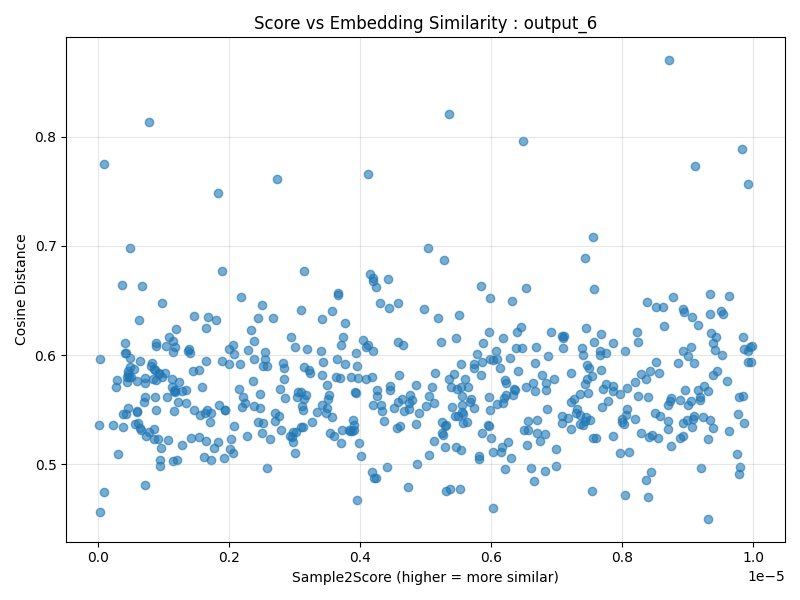 Score vs Embedding Similarity : output_6
Cosine Distance
0.8
0.7
0.6
0.5
0.0
0.2
0.4
0.6
0.8
1.0
1e−5
Sample2Score (higher = more similar)